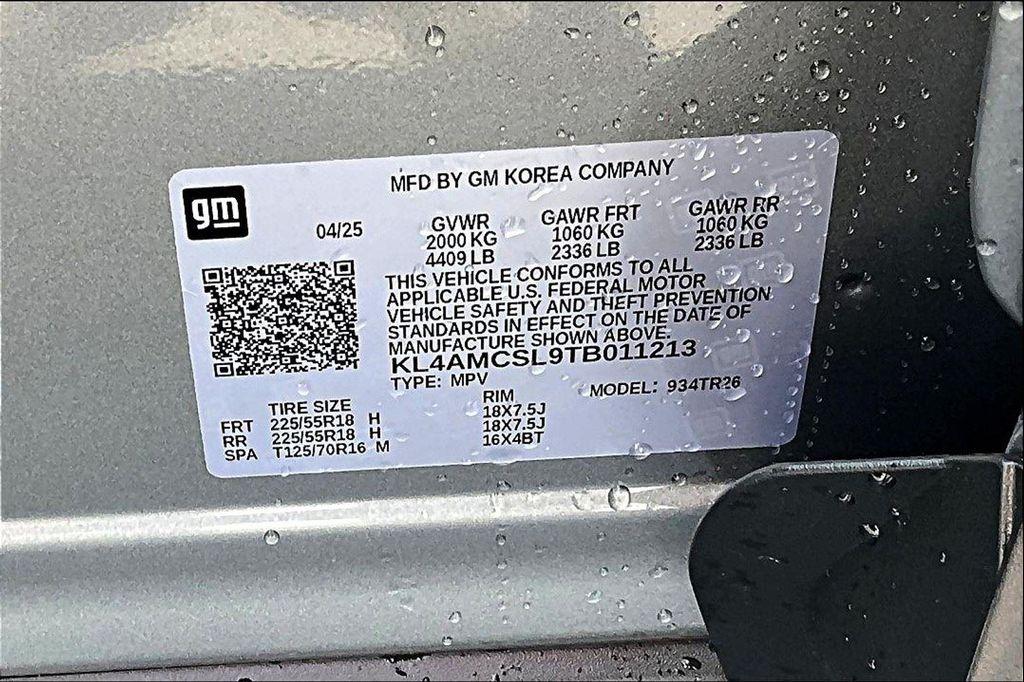 MFD BY GM KOREA COMPANY
gm
04/25
GVWR GAWR FRT GAWR RR
2000 KG 1060 KG 1060 KG
4409 LB 2336 LB 2336 LB
THIS VEHICLE CONFORMS TO ALL
APPLICABLE U.S. FEDERAL MOTOR
VEHICLE SAFETY AND THEFT PREVENTION
STANDARDS IN EFFECT ON THE DATE OF
MANUFACTURE SHOWN ABOVE.
KL4AMCSL9TB011213
TYPE: MPV MODEL: 934TR26
TIRE SIZE RIM
FRT 225/55R18 H 18X7.5J
RR 225/55R18 H 18X7.5J
SPA T125/70R16 M 16X4BT